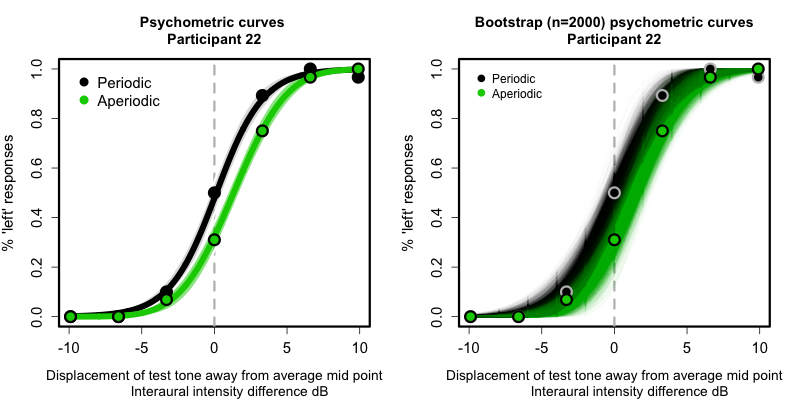 Psychometric curves
Participant 22
1.0
0.8
0.6
0.4
0.2
0.0
% 'left' responses
Periodic
Aperiodic
-10
-5
0
5
10
Displacement of test tone away from average mid point
Interaural intensity difference dB
Bootstrap (n=2000) psychometric curves
Participant 22
1.0
0.8
0.6
0.4
0.2
0.0
% 'left' responses
Periodic
Aperiodic
-10
-5
0
5
10
Displacement of test tone away from average mid point
Interaural intensity difference dB